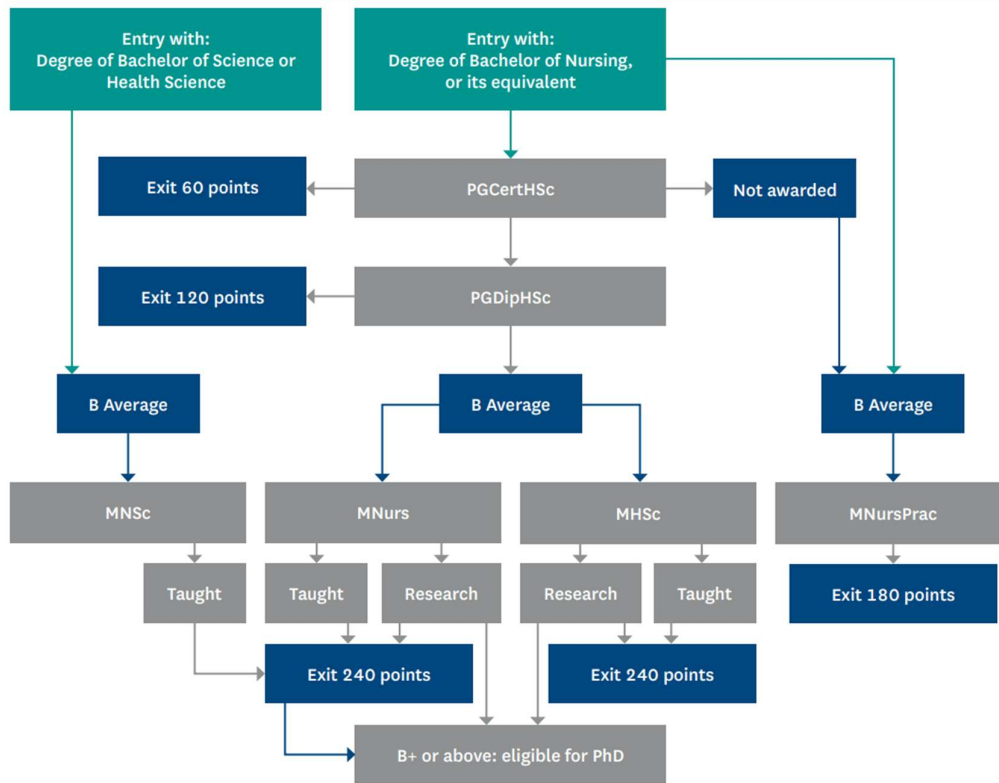 Entry with:
Degree of Bachelor of Science or
Health Science
Entry with:
Degree of Bachelor of Nursing,
or its equivalent
Exit 60 points
PGCertHSc
Not awarded
Exit 120 points
PGDipHSc
B Average
B Average
B Average
MNSc
MNurs
MHSc
MNursPrac
Taught
Taught
Research
Research
Taught
Exit 180 points
Exit 240 points
Exit 240 points
B+ or above: eligible for PhD